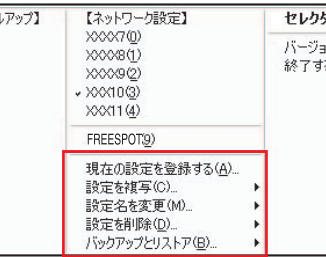 ルアップ】
【ネットワーク設定】
XXXX7(0)
XXXX8(1)
XXXX9(2)
XXXX10(3)
XXXX11(4)
FREESPOT(9)
現在の設定を登録する(A)...
設定を複写(C)...
設定名を変更(M)...
設定を削除(D)...
バックアップとリストア(B)...
セレク
バージョ
終了す